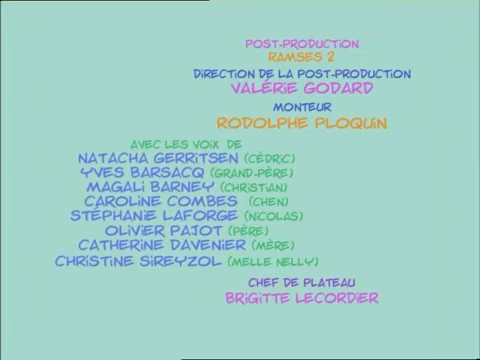 POST-PRODUCTION
RAMSES 2
DIRECTION DE LA POST-PRODUCTION
VALÉRIE GODARD
MONTEUR
RODOLPHE PLOQUIN
AVEC LES VOIX DE
NATACHA GERRITSEN (CÉDRIC)
YVES BARSACQ (GRAND-PÈRE)
MAGALI BARNEY (CHRISTIAN)
CAROLINE COMBES (CHEN)
STÉPHANIE LAFORGE (NICOLAS)
OLIVIER PAJOT (PÈRE)
CATHERINE DAVENIER (MÈRE)
CHRISTINE SIREYZOL (MELLE NELLY)
CHEF DE PLATEAU
BRIGITTE LECORDIER